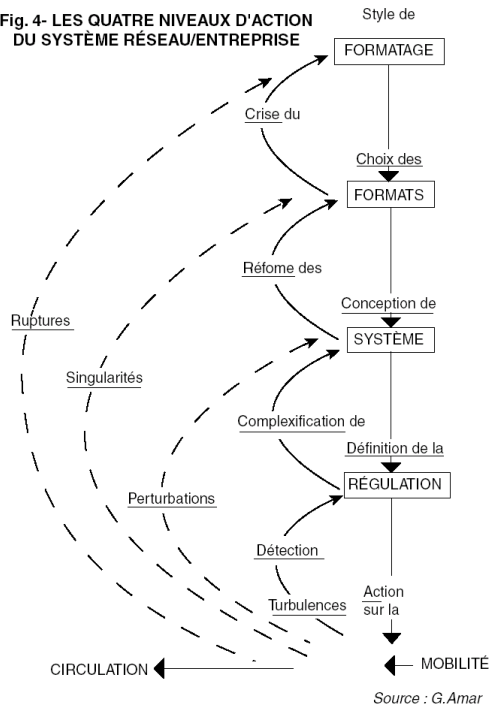 Fig. 4- LES QUATRE NIVEAUX D'ACTION
DU SYSTÈME RÉSEAU/ENTREPRISE
Style de
FORMATAGE
Crise du
Choix des
FORMATS
Réfome des
Conception de
Ruptures
SYSTÈME
Singularités
Complexification de
Définition de la
RÉGULATION
Perturbations
Détection
Action
sur la
Turbulences
CIRCULATION
MOBILITÉ
Source : G.Amar